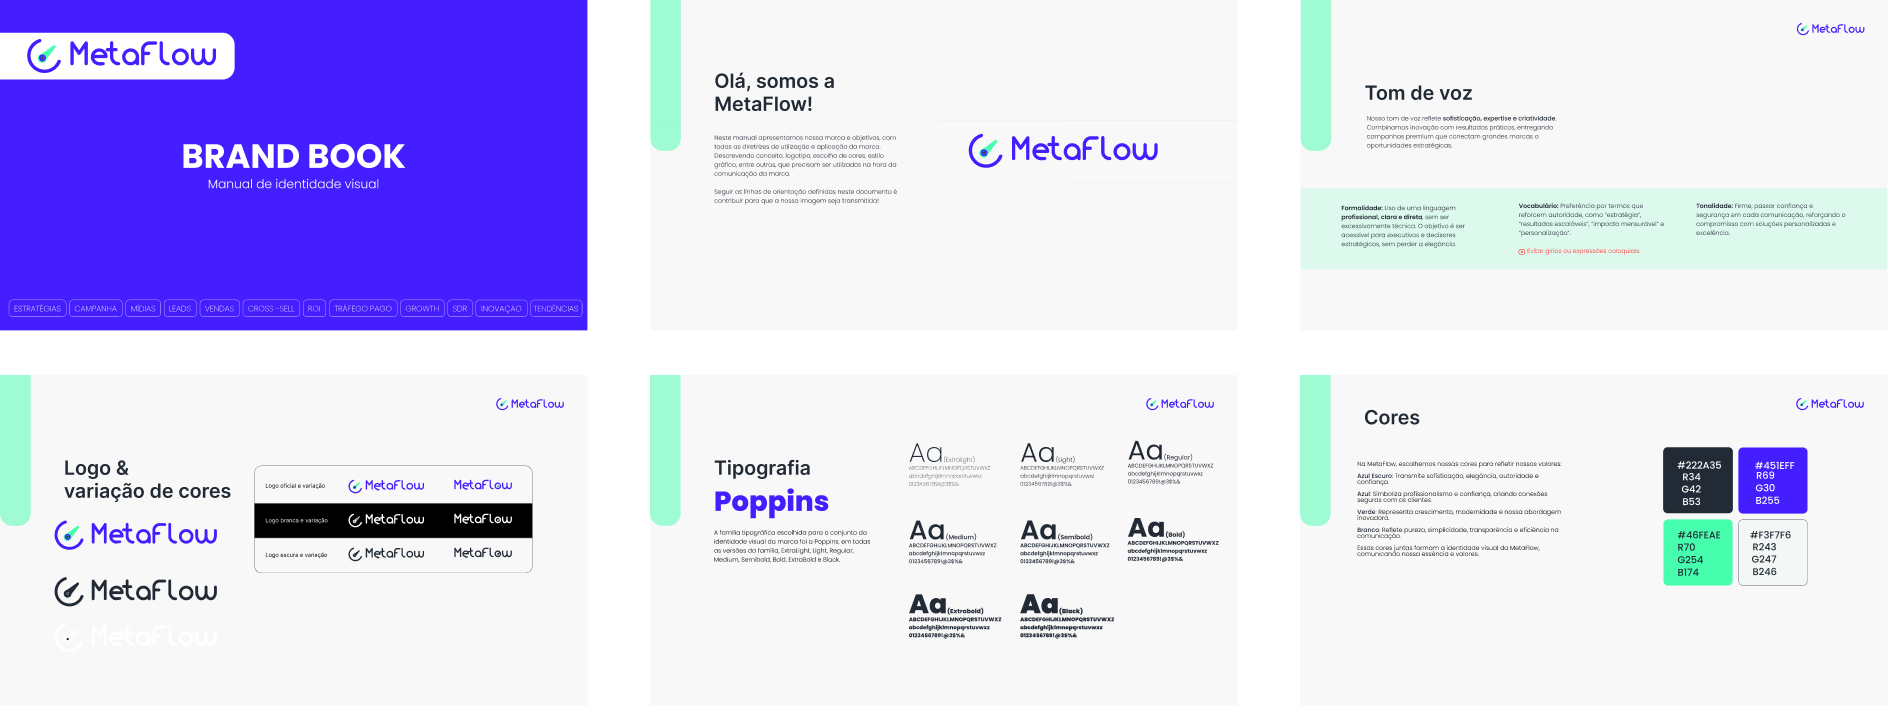 MetaFlow
BRAND BOOK
Manual de identidade visual
ESTRATÉGIAS CAMPANHA MÍDIAS LEADS VENDAS CROSS -SELL ROI TRÁFEGO PAGO GROWTH SDR INOVAÇÃO TENDÊNCIAS
Olá, somos a
MetaFlow!
Neste manual apresentamos nossa marca e objetivos, com
todas as diretrizes de utilização e aplicação da marca.
Descrevendo conceito, logotipo, escolha de cores, estilo
gráfico, entre outros, que precisam ser utilizados na hora da
comunicação da marca.
Seguir as linhas de orientação definidas neste documento é
contribuir para que a nossa imagem seja transmitida!
MetaFlow
MetaFlow
Tom de voz
Nosso tom de voz reflete sofisticação, expertise e criatividade.
Combinamos inovação com resultados práticos, entregando
campanhas premium que conectam grandes marcas a
oportunidades estratégicas.
Formalidade: Uso de uma linguagem
profissional, clara e direta, sem ser
excessivamente técnica. O objetivo é ser
acessível para executivos e decisores
estratégicos, sem perder a elegância.
Vocabulário: Preferência por termos que
reforcem autoridade, como "estratégia",
"resultados escaláveis", "impacto mensurável" e
"personalização".
Evitar gírias ou expressões coloquiais.
Tonalidade: Firme, passar confiança e
segurança em cada comunicação, reforçando o
compromisso com soluções personalizadas e
excelência.
MetaFlow
Logo &
variação de cores
MetaFlow
MetaFlow
MetaFlow
Logo oficial e variação MetaFlow MetaFlow
Logo branca e variação MetaFlow MetaFlow
Logo escura e variação MetaFlow MetaFlow
MetaFlow
Tipografia
Poppins
A família tipográfica escolhida para o conjunto da
identidade visual da marca foi a Poppins, em todas
as versões da família, Extralight, Light, Regular,
Medium, Semibold, Bold, ExtraBold e Black.
Aa (Extralight)
ABCDEFGHIJKLMNOPQRSTUVWXZ
abcdefghijklmnopqrstuvwxz
01234567891@3$%&
Aa (Light)
ABCDEFGHIJKLMNOPQRSTUVWXZ
abcdefghijklmnopqrstuvwxz
01234567891@3$%&
Aa (Regular)
ABCDEFGHIJKLMNOPQRSTUVWXZ
abcdefghijklmnopqrstuvwxz
01234567891@3$%&
Aa (Medium)
ABCDEFGHIJKLMNOPQRSTUVWXZ
abcdefghijklmnopqrstuvwxz
01234567891@3$%&
Aa (Semibold)
ABCDEFGHIJKLMNOPQRSTUVWXZ
abcdefghijklmnopqrstuvwxz
01234567891@3$%&
Aa (Bold)
ABCDEFGHIJKLMNOPQRSTUVWXZ
abcdefghijklmnopqrstuvwxz
01234567891@3$%&
Aa (Extrabold)
ABCDEFGHIJKLMNOPQRSTUVWXZ
abcdefghijklmnopqrstuvwxz
01234567891@3$%&
Aa (Black)
ABCDEFGHIJKLMNOPQRSTUVWXZ
abcdefghijklmnopqrstuvwxz
01234567891@3$%&
MetaFlow
Cores
Na MetaFlow, escolhemos nossas cores para refletir nossos valores:
Azul Escuro: Transmite sofisticação, elegância, autoridade e
confiança.
Azul: Simboliza profissionalismo e confiança, criando conexões
seguras com os clientes.
Verde: Representa crescimento, modernidade e nossa abordagem
inovadora.
Branco: Reflete pureza, simplicidade, transparência e eficiência na
comunicação.
Essas cores juntas formam a identidade visual da MetaFlow,
comunicando nossa essência e valores.
#222A35
R34
G42
B53
#451EFF
R69
G30
B255
#46FEAE
R70
G254
B174
#F3F7F6
R243
G247
B246